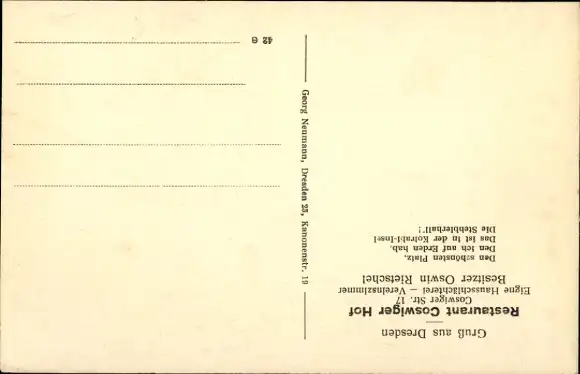 Gruß aus Dresden
Restaurant Coswiger Hof
Coswiger Str. 17
Eigne Hausschlächterei — Vereinszimmer
Besitzer Oswin Rietschel
Den schönsten Platz,
Den ich auf Erden hab,
Das ist in der Kohrabi-Insel
Die Stehbierhall'!
Georg Neumann, Dresden 23, Kanonenstr. 19
42 G